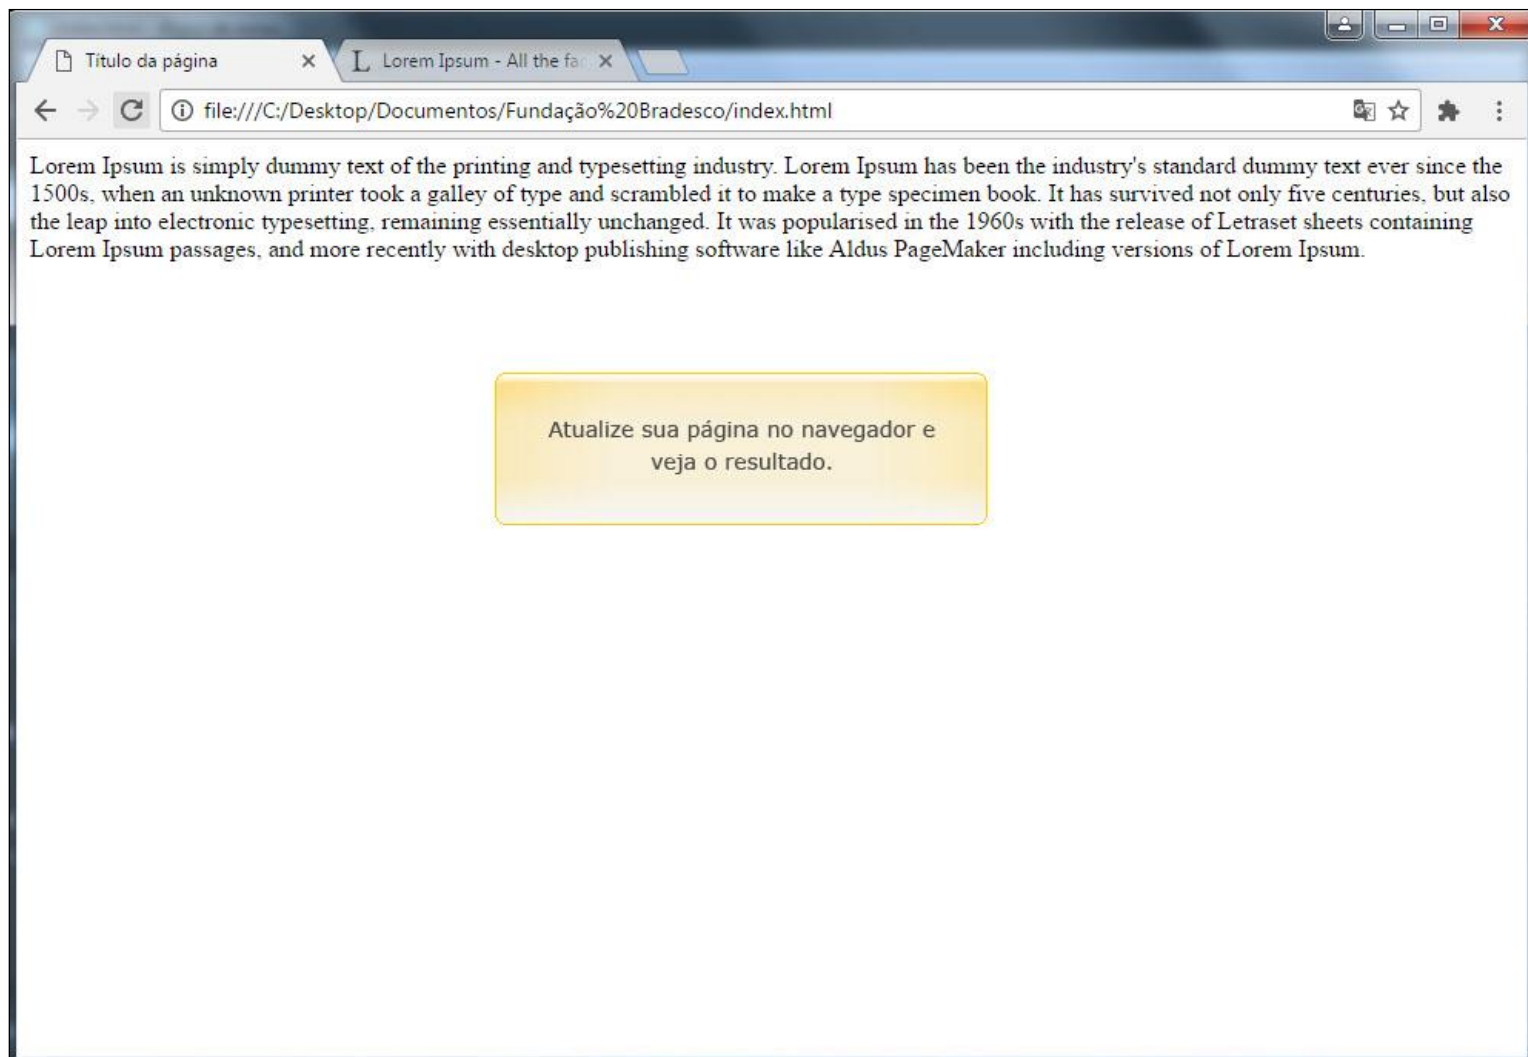 Título da página
L Lorem Ipsum - All the fa
file:///C:/Desktop/Documentos/Fundação%20Bradesco/index.html
Lorem Ipsum is simply dummy text of the printing and typesetting industry. Lorem Ipsum has been the industry's standard dummy text ever since the
1500s, when an unknown printer took a galley of type and scrambled it to make a type specimen book. It has survived not only five centuries, but also
the leap into electronic typesetting, remaining essentially unchanged. It was popularised in the 1960s with the release of Letraset sheets containing
Lorem Ipsum passages, and more recently with desktop publishing software like Aldus PageMaker including versions of Lorem Ipsum.
Atualize sua página no navegador e
veja o resultado.